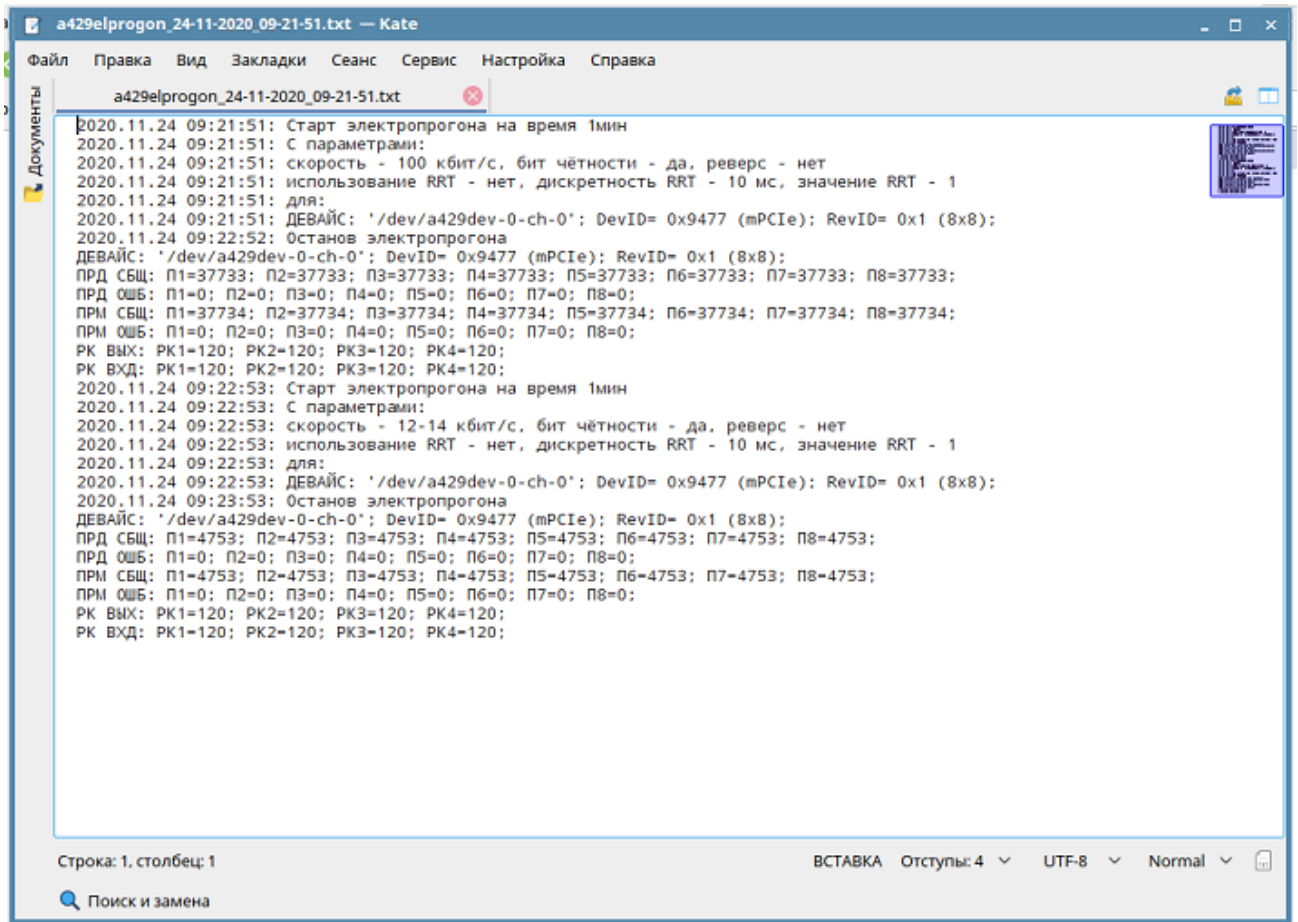 a429elprogon_24-11-2020_09-21-51.txt — Kate
Файл Правка Вид Закладки Сеанс Сервис Настройка Справка
Документы
a429elprogon_24-11-2020_09-21-51.txt
2020.11.24 09:21:51: Старт электропрогона на время 1мин
2020.11.24 09:21:51: С параметрами:
2020.11.24 09:21:51: скорость - 100 кбит/с, бит чётности - да, реверс - нет
2020.11.24 09:21:51: использование RRT - нет, дискретность RRT - 10 мс, значение RRT - 1
2020.11.24 09:21:51: для:
2020.11.24 09:21:51: ДЕВАЙС: '/dev/a429dev-0-ch-0'; DevID= 0x9477 (mPCIe); RevID= 0x1 (8x8);
2020.11.24 09:22:52: Останов электропрогона
ДЕВАЙС: '/dev/a429dev-0-ch-0'; DevID= 0x9477 (mPCIe); RevID= 0x1 (8x8);
ПРД СБЩ: П1=37733; П2=37733; П3=37733; П4=37733; П5=37733; П6=37733; П7=37733; П8=37733;
ПРД ОШБ: П1=0; П2=0; П3=0; П4=0; П5=0; П6=0; П7=0; П8=0;
ПРМ СБЩ: П1=37734; П2=37734; П3=37734; П4=37734; П5=37734; П6=37734; П7=37734; П8=37734;
ПРМ ОШБ: П1=0; П2=0; П3=0; П4=0; П5=0; П6=0; П7=0; П8=0;
РК ВЫХ: РК1=120; РК2=120; РК3=120; РК4=120;
РК ВХД: РК1=120; РК2=120; РК3=120; РК4=120;
2020.11.24 09:22:53: Старт электропрогона на время 1мин
2020.11.24 09:22:53: С параметрами:
2020.11.24 09:22:53: скорость - 12-14 кбит/с, бит чётности - да, реверс - нет
2020.11.24 09:22:53: использование RRT - нет, дискретность RRT - 10 мс, значение RRT - 1
2020.11.24 09:22:53: для:
2020.11.24 09:22:53: ДЕВАЙС: '/dev/a429dev-0-ch-0'; DevID= 0x9477 (mPCIe); RevID= 0x1 (8x8);
2020.11.24 09:23:53: Останов электропрогона
ДЕВАЙС: '/dev/a429dev-0-ch-0'; DevID= 0x9477 (mPCIe); RevID= 0x1 (8x8);
ПРД СБЩ: П1=4753; П2=4753; П3=4753; П4=4753; П5=4753; П6=4753; П7=4753; П8=4753;
ПРД ОШБ: П1=0; П2=0; П3=0; П4=0; П5=0; П6=0; П7=0; П8=0;
ПРМ СБЩ: П1=4753; П2=4753; П3=4753; П4=4753; П5=4753; П6=4753; П7=4753; П8=4753;
ПРМ ОШБ: П1=0; П2=0; П3=0; П4=0; П5=0; П6=0; П7=0; П8=0;
РК ВЫХ: РК1=120; РК2=120; РК3=120; РК4=120;
РК ВХД: РК1=120; РК2=120; РК3=120; РК4=120;
Строка: 1, столбец: 1 ВСТАВКА Отступы: 4 UTF-8 Normal
Поиск и замена